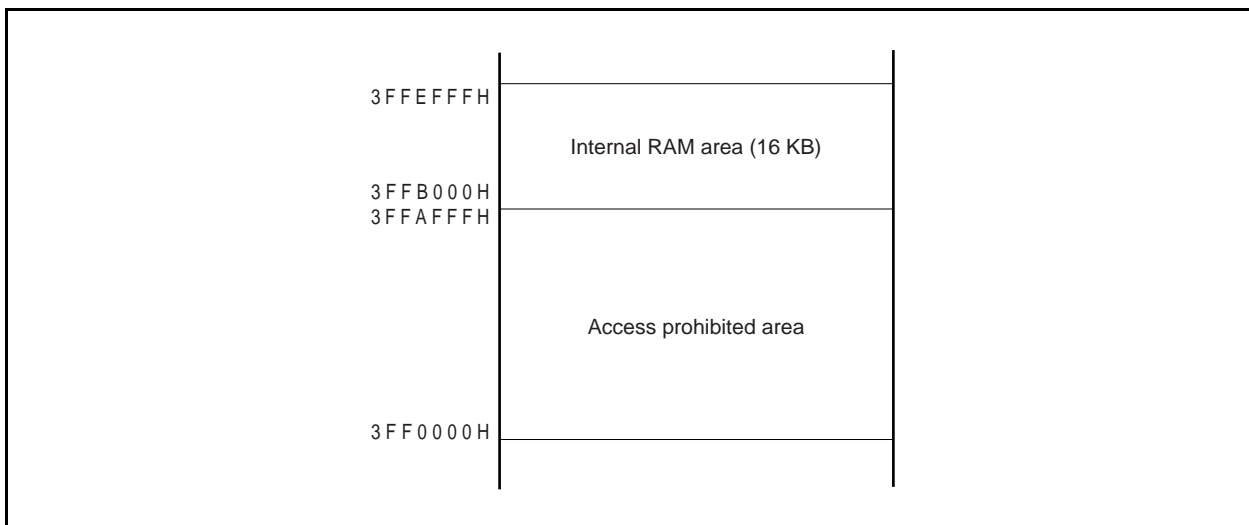 3FFEFFFH
Internal RAM area (16 KB)
3FFB000H
3FFAFFFH
Access prohibited area
3FF0000H